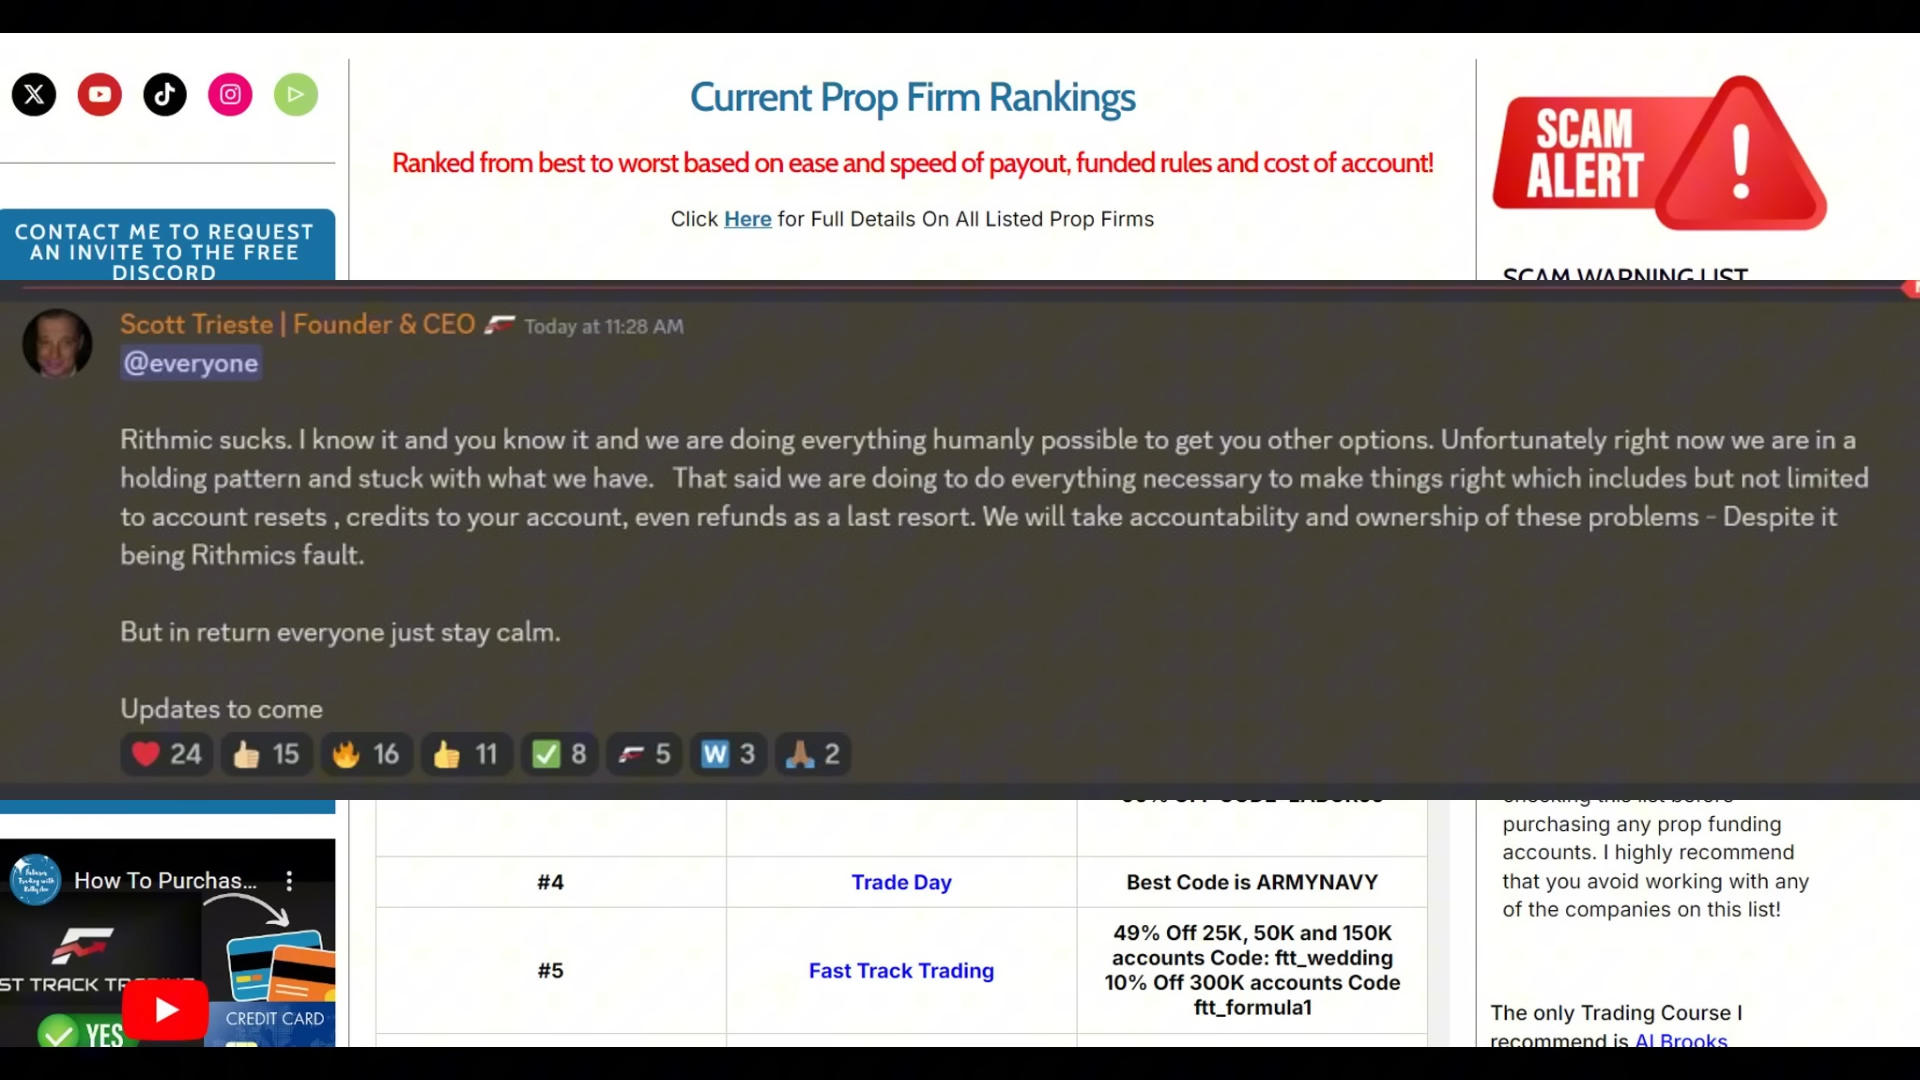 Current Prop Firm Rankings
Ranked from best to worst based on ease and speed of payout, funded rules and cost of account!
Click Here for Full Details On All Listed Prop Firms
CONTACT ME TO REQUEST
AN INVITE TO THE FREE
DISCORD
SCAM
ALERT
SCAM WARNING LIST
Scott Trieste | Founder & CEO Today at 11:28 AM
@everyone
Rithmic sucks. I know it and you know it and we are doing everything humanly possible to get you other options. Unfortunately right now we are in a
holding pattern and stuck with what we have. That said we are doing to do everything necessary to make things right which includes but not limited
to account resets , credits to your account, even refunds as a last resort. We will take accountability and ownership of these problems - Despite it
being Rithmics fault.
But in return everyone just stay calm.
Updates to come
24 15 16 11 8 5 W 3 2
checking this list before
purchasing any prop funding
accounts. I highly recommend
that you avoid working with any
of the companies on this list!
How To Purchas...
ST TRACK TR
YES
CREDIT CARD
#4 Trade Day Best Code is ARMYNAVY
#5 Fast Track Trading
49% Off 25K, 50K and 150K
accounts Code: ftt_wedding
10% Off 300K accounts Code
ftt_formula1
The only Trading Course I
recommend is Al Brooks